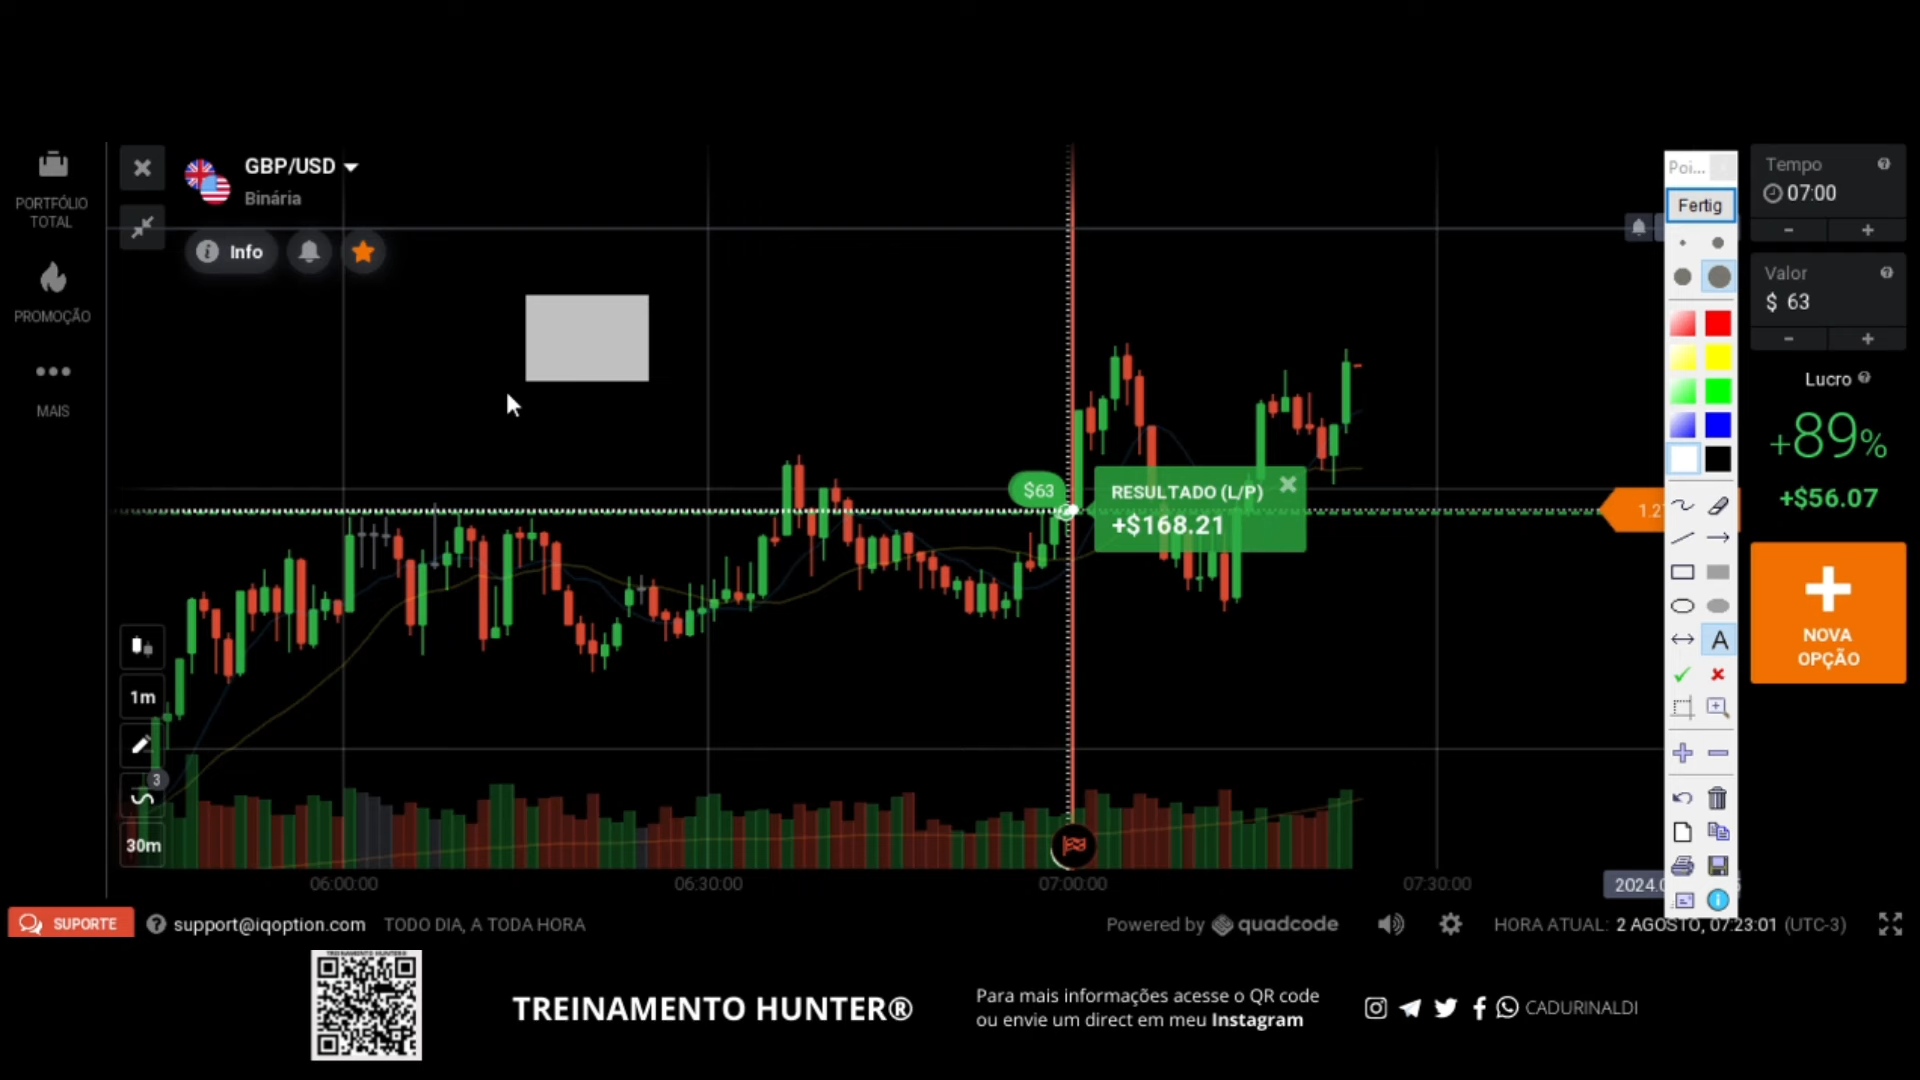 PORTFÓLIO
TOTAL
PROMOÇÃO
MAIS
GBP/USD
Binária
Info
$63
RESULTADO (L/P)
+$168.21
1m
3
30m
06:00:00
06:30:00
07:00:00
07:30:00
Poi...
Fertig
A
Tempo
07:00
Valor
$ 63
Lucro
+89%
+$56.07
NOVA
OPÇÃO
SUPORTE
support@iqoption.com
TODO DIA, A TODA HORA
Powered by quadcode
HORA ATUAL: 2 AGOSTO, 07:23:01 (UTC-3)
TREINAMENTO HUNTER®
Para mais informações acesse o QR code
ou envie um direct em meu Instagram
CADURINALDI